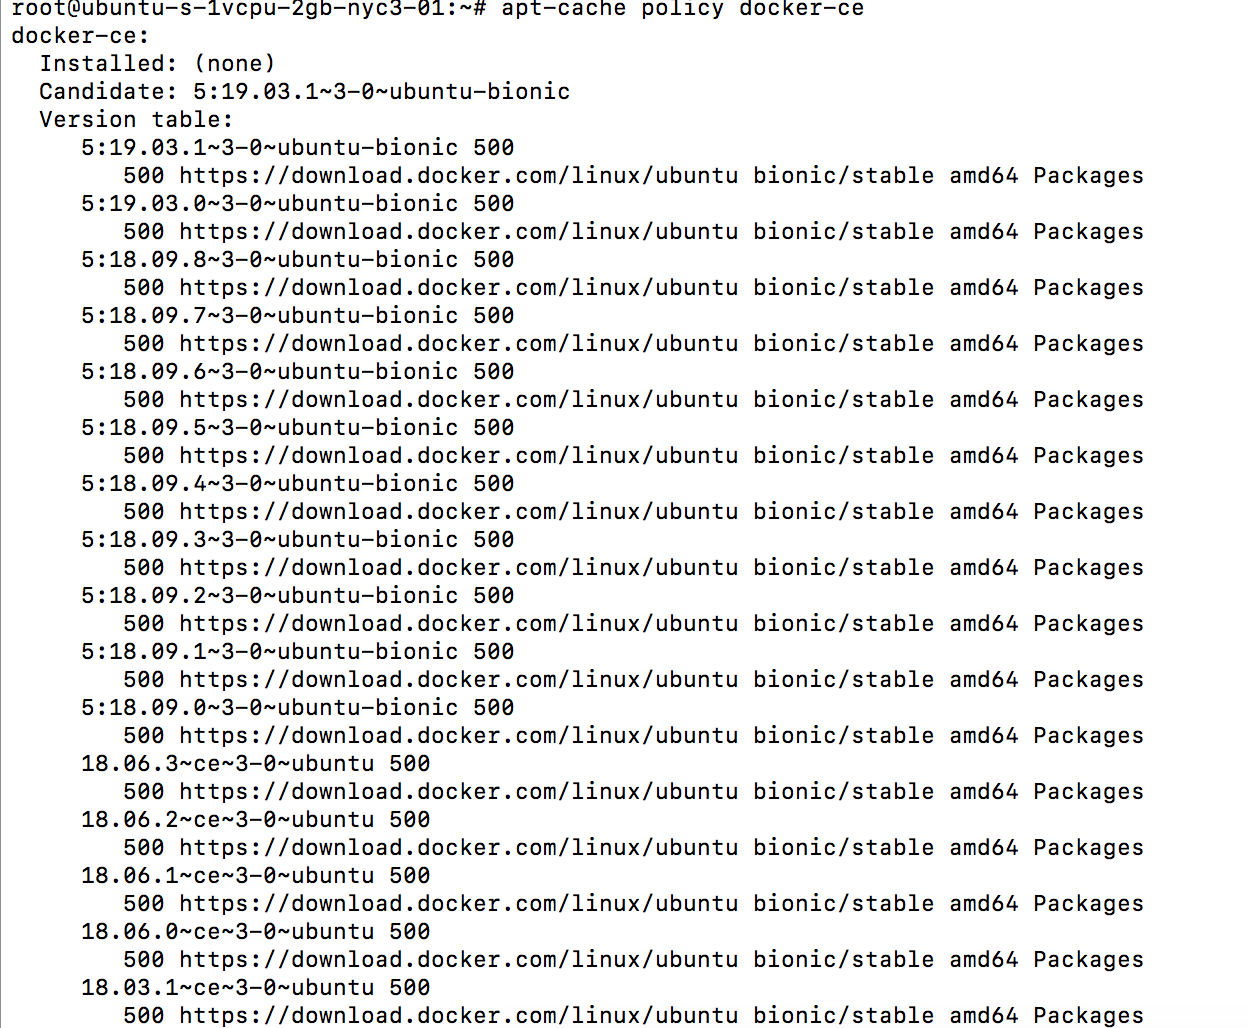 root@ubuntu-s-1vcpu-2gb-nyc3-01:~# apt-cache policy docker-ce
docker-ce:
  Installed: (none)
  Candidate: 5:19.03.1~3-0~ubuntu-bionic
  Version table:
     5:19.03.1~3-0~ubuntu-bionic 500
        500 https://download.docker.com/linux/ubuntu bionic/stable amd64 Packages
     5:19.03.0~3-0~ubuntu-bionic 500
        500 https://download.docker.com/linux/ubuntu bionic/stable amd64 Packages
     5:18.09.8~3-0~ubuntu-bionic 500
        500 https://download.docker.com/linux/ubuntu bionic/stable amd64 Packages
     5:18.09.7~3-0~ubuntu-bionic 500
        500 https://download.docker.com/linux/ubuntu bionic/stable amd64 Packages
     5:18.09.6~3-0~ubuntu-bionic 500
        500 https://download.docker.com/linux/ubuntu bionic/stable amd64 Packages
     5:18.09.5~3-0~ubuntu-bionic 500
        500 https://download.docker.com/linux/ubuntu bionic/stable amd64 Packages
     5:18.09.4~3-0~ubuntu-bionic 500
        500 https://download.docker.com/linux/ubuntu bionic/stable amd64 Packages
     5:18.09.3~3-0~ubuntu-bionic 500
        500 https://download.docker.com/linux/ubuntu bionic/stable amd64 Packages
     5:18.09.2~3-0~ubuntu-bionic 500
        500 https://download.docker.com/linux/ubuntu bionic/stable amd64 Packages
     5:18.09.1~3-0~ubuntu-bionic 500
        500 https://download.docker.com/linux/ubuntu bionic/stable amd64 Packages
     5:18.09.0~3-0~ubuntu-bionic 500
        500 https://download.docker.com/linux/ubuntu bionic/stable amd64 Packages
     18.06.3~ce~3-0~ubuntu 500
        500 https://download.docker.com/linux/ubuntu bionic/stable amd64 Packages
     18.06.2~ce~3-0~ubuntu 500
        500 https://download.docker.com/linux/ubuntu bionic/stable amd64 Packages
     18.06.1~ce~3-0~ubuntu 500
        500 https://download.docker.com/linux/ubuntu bionic/stable amd64 Packages
     18.06.0~ce~3-0~ubuntu 500
        500 https://download.docker.com/linux/ubuntu bionic/stable amd64 Packages
     18.03.1~ce~3-0~ubuntu 500
        500 https://download.docker.com/linux/ubuntu bionic/stable amd64 Packages